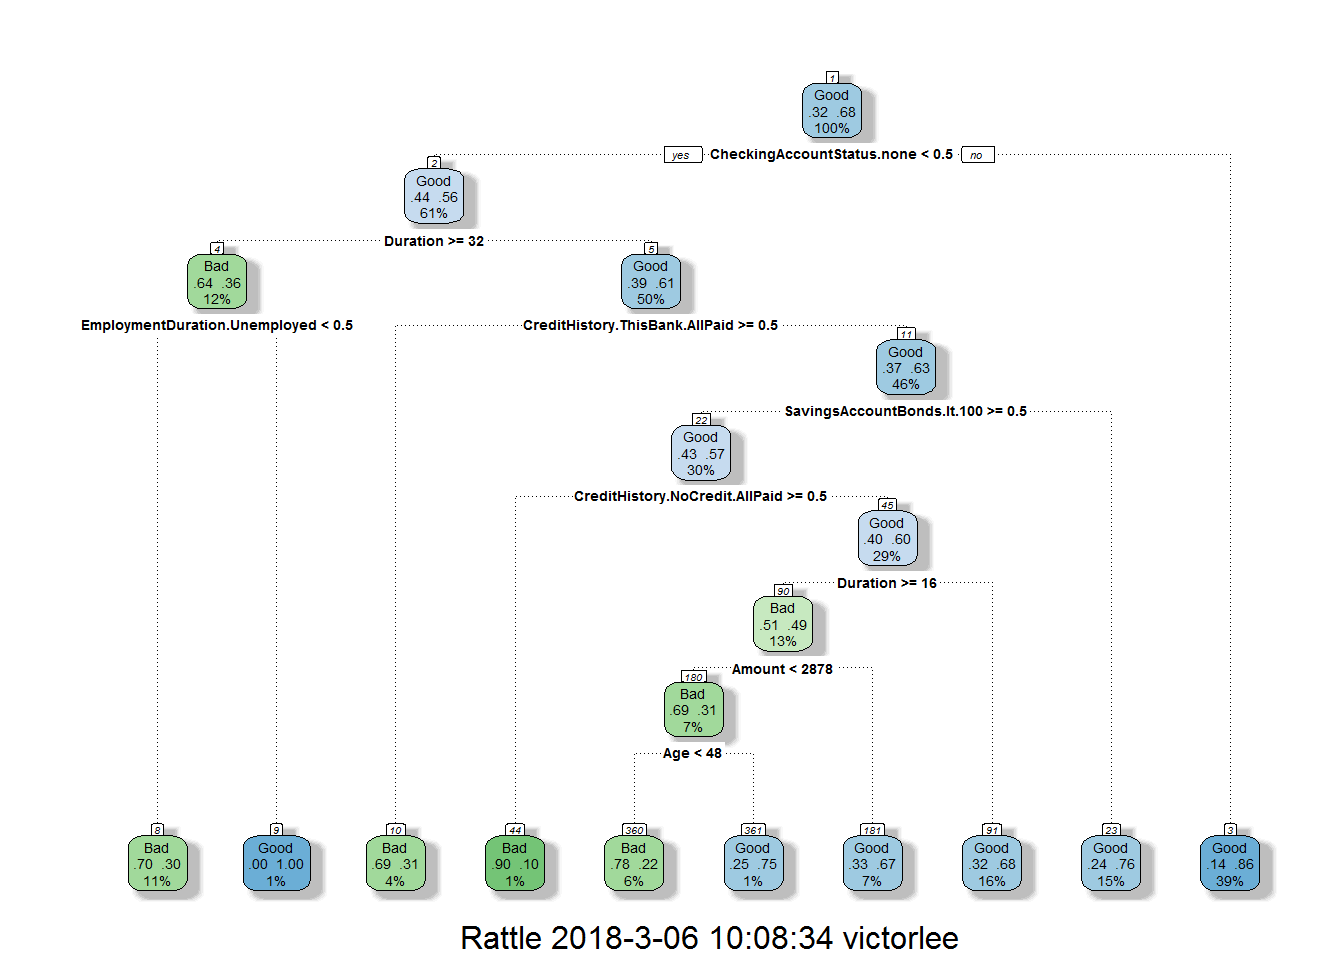 1
Good
.32 .68
100%
yes CheckingAccountStatus.none < 0.5 no
2
Good
.44 .56
61%
Duration >= 32
4
Bad
.64 .36
12%
5
Good
.39 .61
50%
EmploymentDuration.Unemployed < 0.5
CreditHistory.ThisBank.AllPaid >= 0.5
11
Good
.37 .63
46%
SavingsAccountBonds.lt.100 >= 0.5
22
Good
.43 .57
30%
CreditHistory.NoCredit.AllPaid >= 0.5
45
Good
.40 .60
29%
Duration >= 16
90
Bad
.51 .49
13%
Amount < 2878
180
Bad
.69 .31
7%
Age < 48
8
Bad
.70 .30
11%
9
Good
.00 1.00
1%
10
Bad
.69 .31
4%
44
Bad
.90 .10
1%
360
Bad
.78 .22
6%
361
Good
.25 .75
1%
181
Good
.33 .67
7%
91
Good
.32 .68
16%
23
Good
.24 .76
15%
3
Good
.14 .86
39%
Rattle 2018-3-06 10:08:34 victorlee